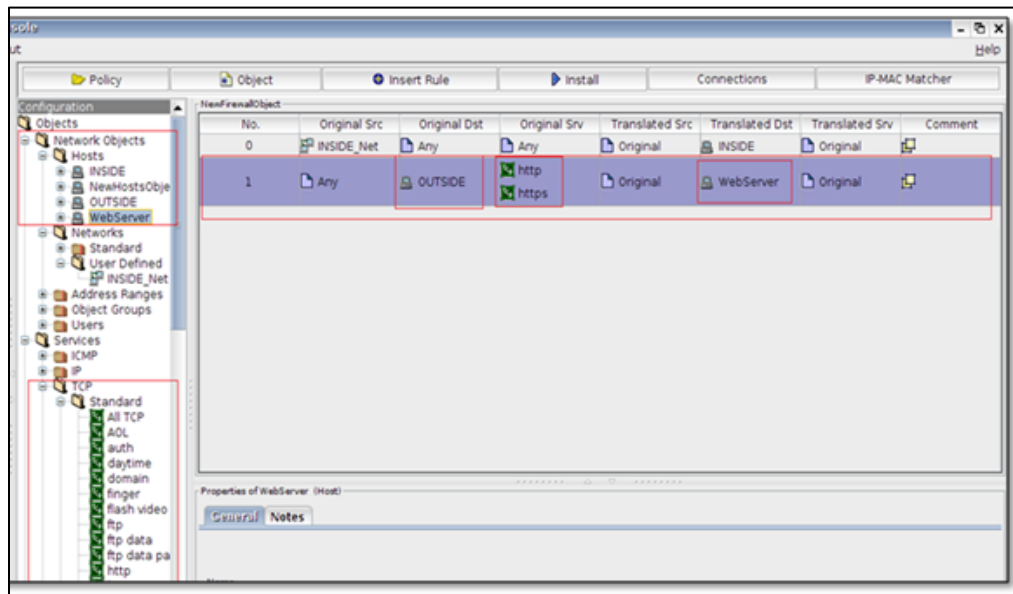 sole
ut
Help
Policy Object Insert Rule Install Connections IP-MAC Matcher
Configuration
Objects
Network Objects
Hosts
INSIDE
NewHostsObje
OUTSIDE
WebServer
Networks
Standard
User Defined
INSIDE_Net
Address Ranges
Object Groups
Users
Services
ICMP
IP
TCP
Standard
All TCP
AOL
auth
daytime
domain
finger
flash video
ftp
ftp data
ftp data pa
http
NewFirewallObject
No. Original Src Original Dst Original Srv Translated Src Translated Dst Translated Srv Comment
0 INSIDE_Net Any Any Original INSIDE Original
1 Any OUTSIDE http https Original WebServer Original
Properties of WebServer (Host)
General Notes